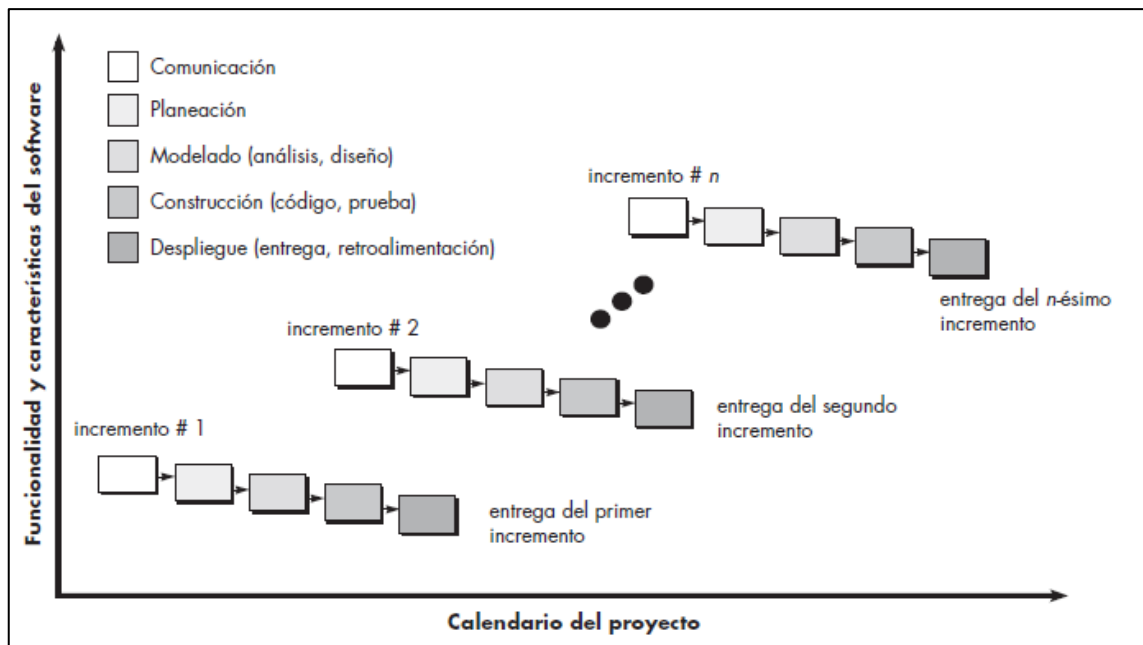 Funcionalidad y características del software
Comunicación
Planeación
Modelado (análisis, diseño)
Construcción (código, prueba)
Despliegue (entrega, retroalimentación)
incremento # n
entrega del n-ésimo
incremento
incremento # 2
entrega del segundo
incremento
incremento # 1
entrega del primer
incremento
Calendario del proyecto